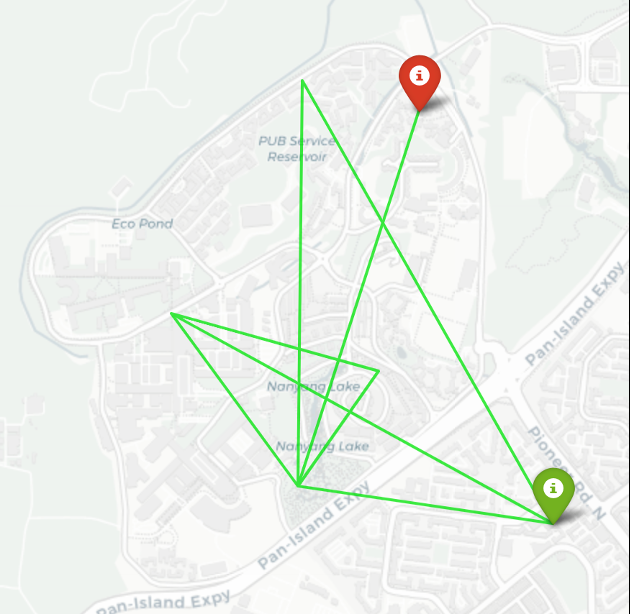 PUB Service
Reservoir
Eco Pond
Pan-Island Expy
Nanyang Lake
Nanyang Lake
Pioneer Rd N
Pan-Island Expy
Pan-Island Expy